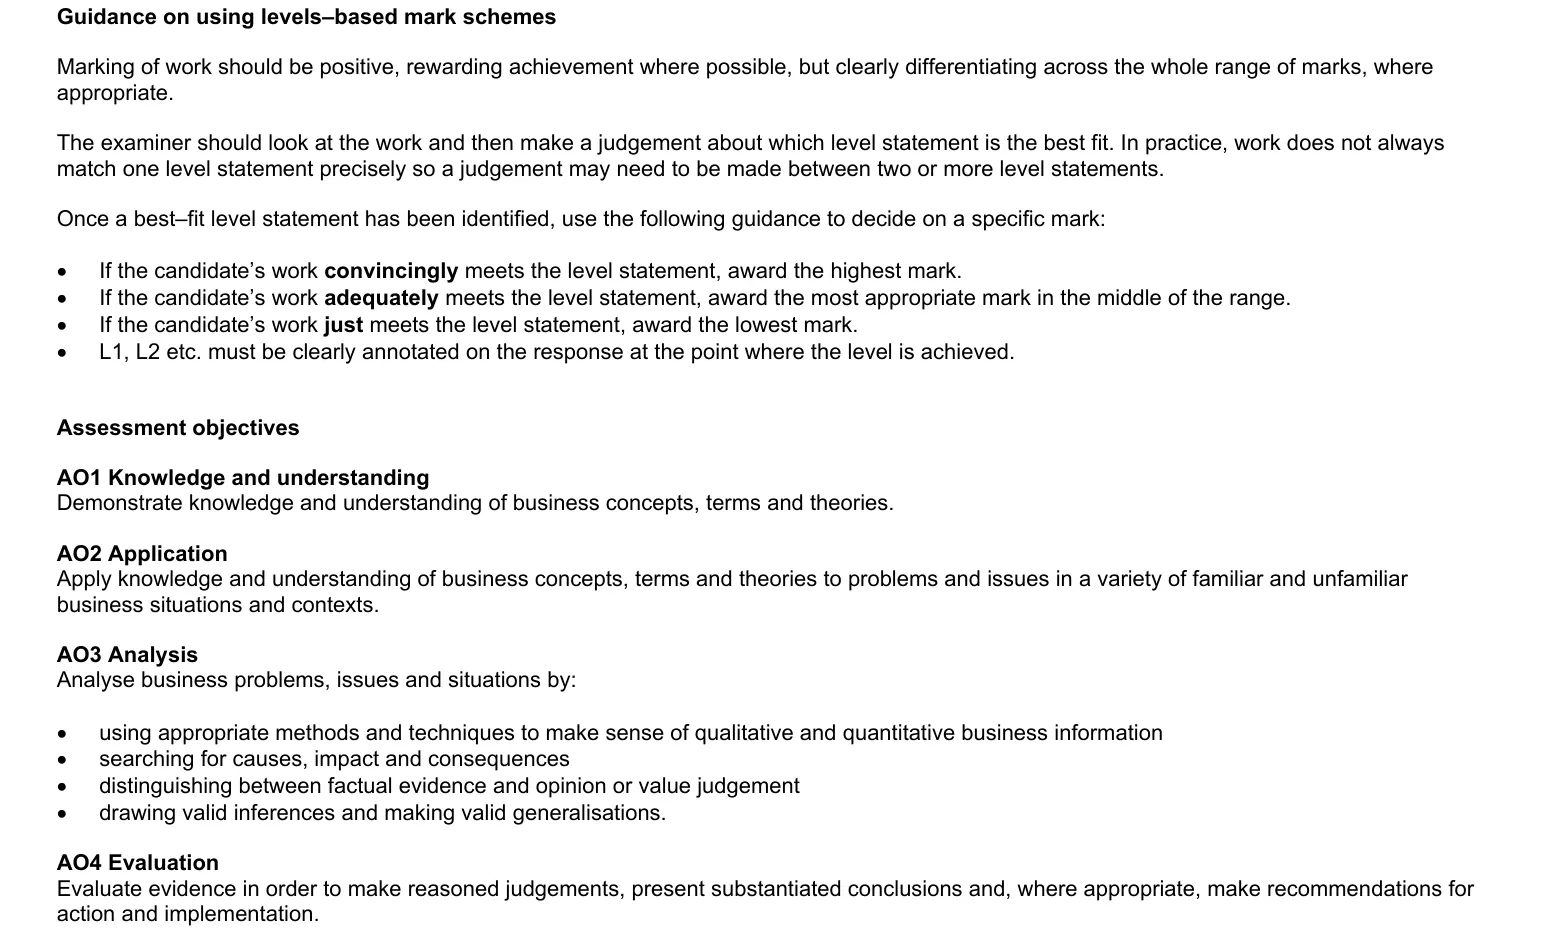 Guidance on using levels–based mark schemes
Marking of work should be positive, rewarding achievement where possible, but clearly differentiating across the whole range of marks, where
appropriate.
The examiner should look at the work and then make a judgement about which level statement is the best fit. In practice, work does not always
match one level statement precisely so a judgement may need to be made between two or more level statements.
Once a best–fit level statement has been identified, use the following guidance to decide on a specific mark:
• If the candidate’s work convincingly meets the level statement, award the highest mark.
• If the candidate’s work adequately meets the level statement, award the most appropriate mark in the middle of the range.
• If the candidate’s work just meets the level statement, award the lowest mark.
• L1, L2 etc. must be clearly annotated on the response at the point where the level is achieved.
Assessment objectives
AO1 Knowledge and understanding
Demonstrate knowledge and understanding of business concepts, terms and theories.
AO2 Application
Apply knowledge and understanding of business concepts, terms and theories to problems and issues in a variety of familiar and unfamiliar
business situations and contexts.
AO3 Analysis
Analyse business problems, issues and situations by:
• using appropriate methods and techniques to make sense of qualitative and quantitative business information
• searching for causes, impact and consequences
• distinguishing between factual evidence and opinion or value judgement
• drawing valid inferences and making valid generalisations.
AO4 Evaluation
Evaluate evidence in order to make reasoned judgements, present substantiated conclusions and, where appropriate, make recommendations for
action and implementation.